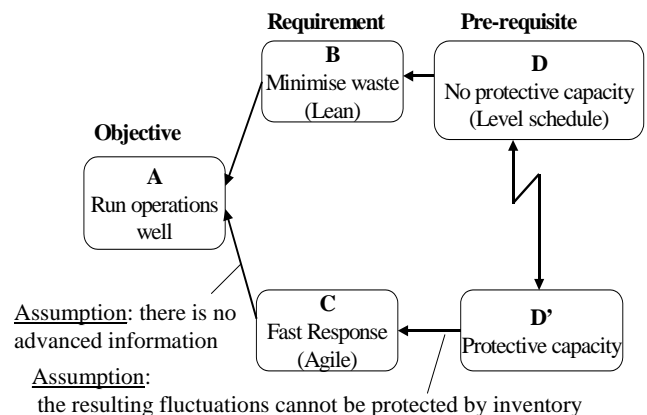 Requirement
Pre-requisite
B
Minimise waste
(Lean)
D
No protective capacity
(Level schedule)
Objective
A
Run operations
well
Assumption: there is no
advanced information
C
Fast Response
(Agile)
D’
Protective capacity
Assumption:
the resulting fluctuations cannot be protected by inventory